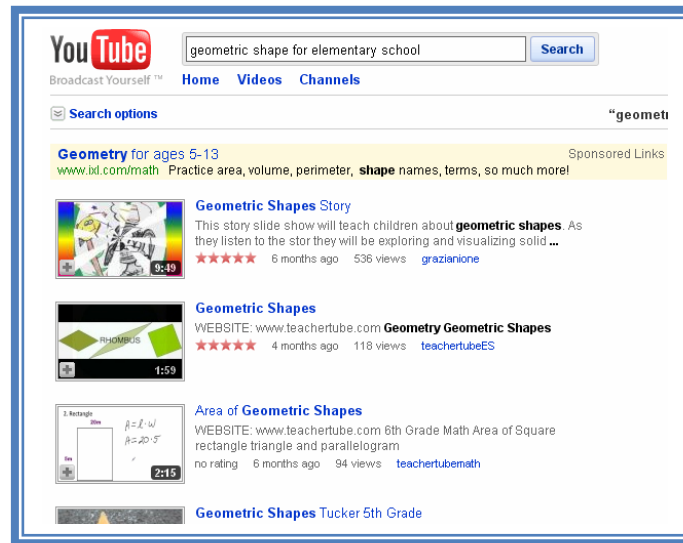 You Tube
Broadcast Yourself ™
geometric shape for elementary school
Search
Home Videos Channels
Search options
“geometr
Geometry for ages 5-13
Sponsored Links
www.ixl.com/math Practice area, volume, perimeter, shape names, terms, so much more!
Geometric Shapes Story
This story slide show will teach children about geometric shapes. As
they listen to the stor they will be exploring and visualizing solid ...
6 months ago 536 views grazianione
9:49
Geometric Shapes
WEBSITE: www.teachertube.com Geometry Geometric Shapes
4 months ago 118 views teachertubeES
RHOMBUS
1:59
Area of Geometric Shapes
WEBSITE: www.teachertube.com 6th Grade Math Area of Square
rectangle triangle and parallelogram
no rating 6 months ago 94 views teachertubemath
2. Rectangle
20m
A=l·w
A=20·5
5m
2:15
Geometric Shapes Tucker 5th Grade